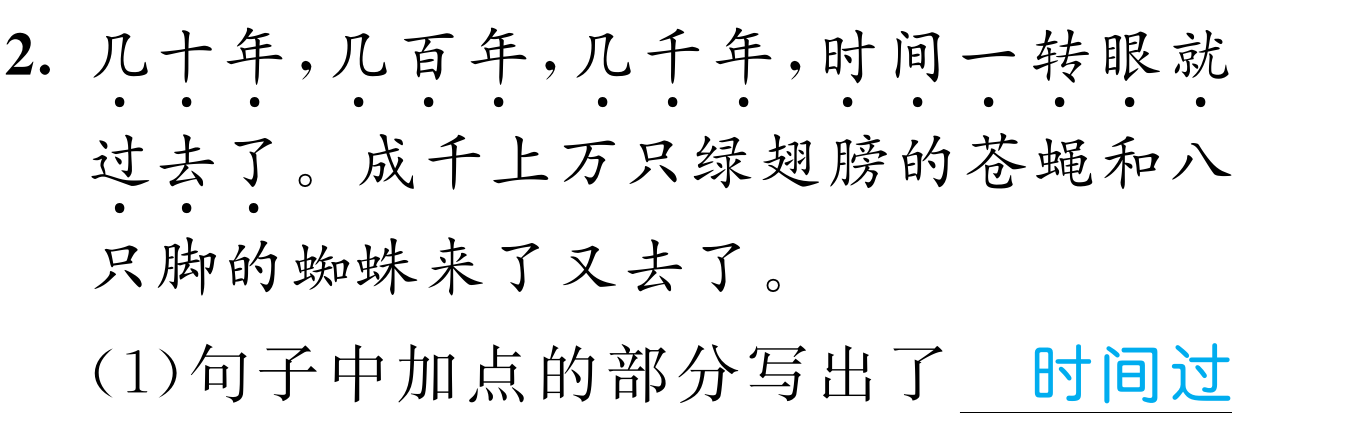 2. 几十年,几百年,几千年,时间一转眼就
过去了。成千上万只绿翅膀的苍蝇和八
只脚的蜘蛛来了又去了。
(1)句子中加点的部分写出了 时间过